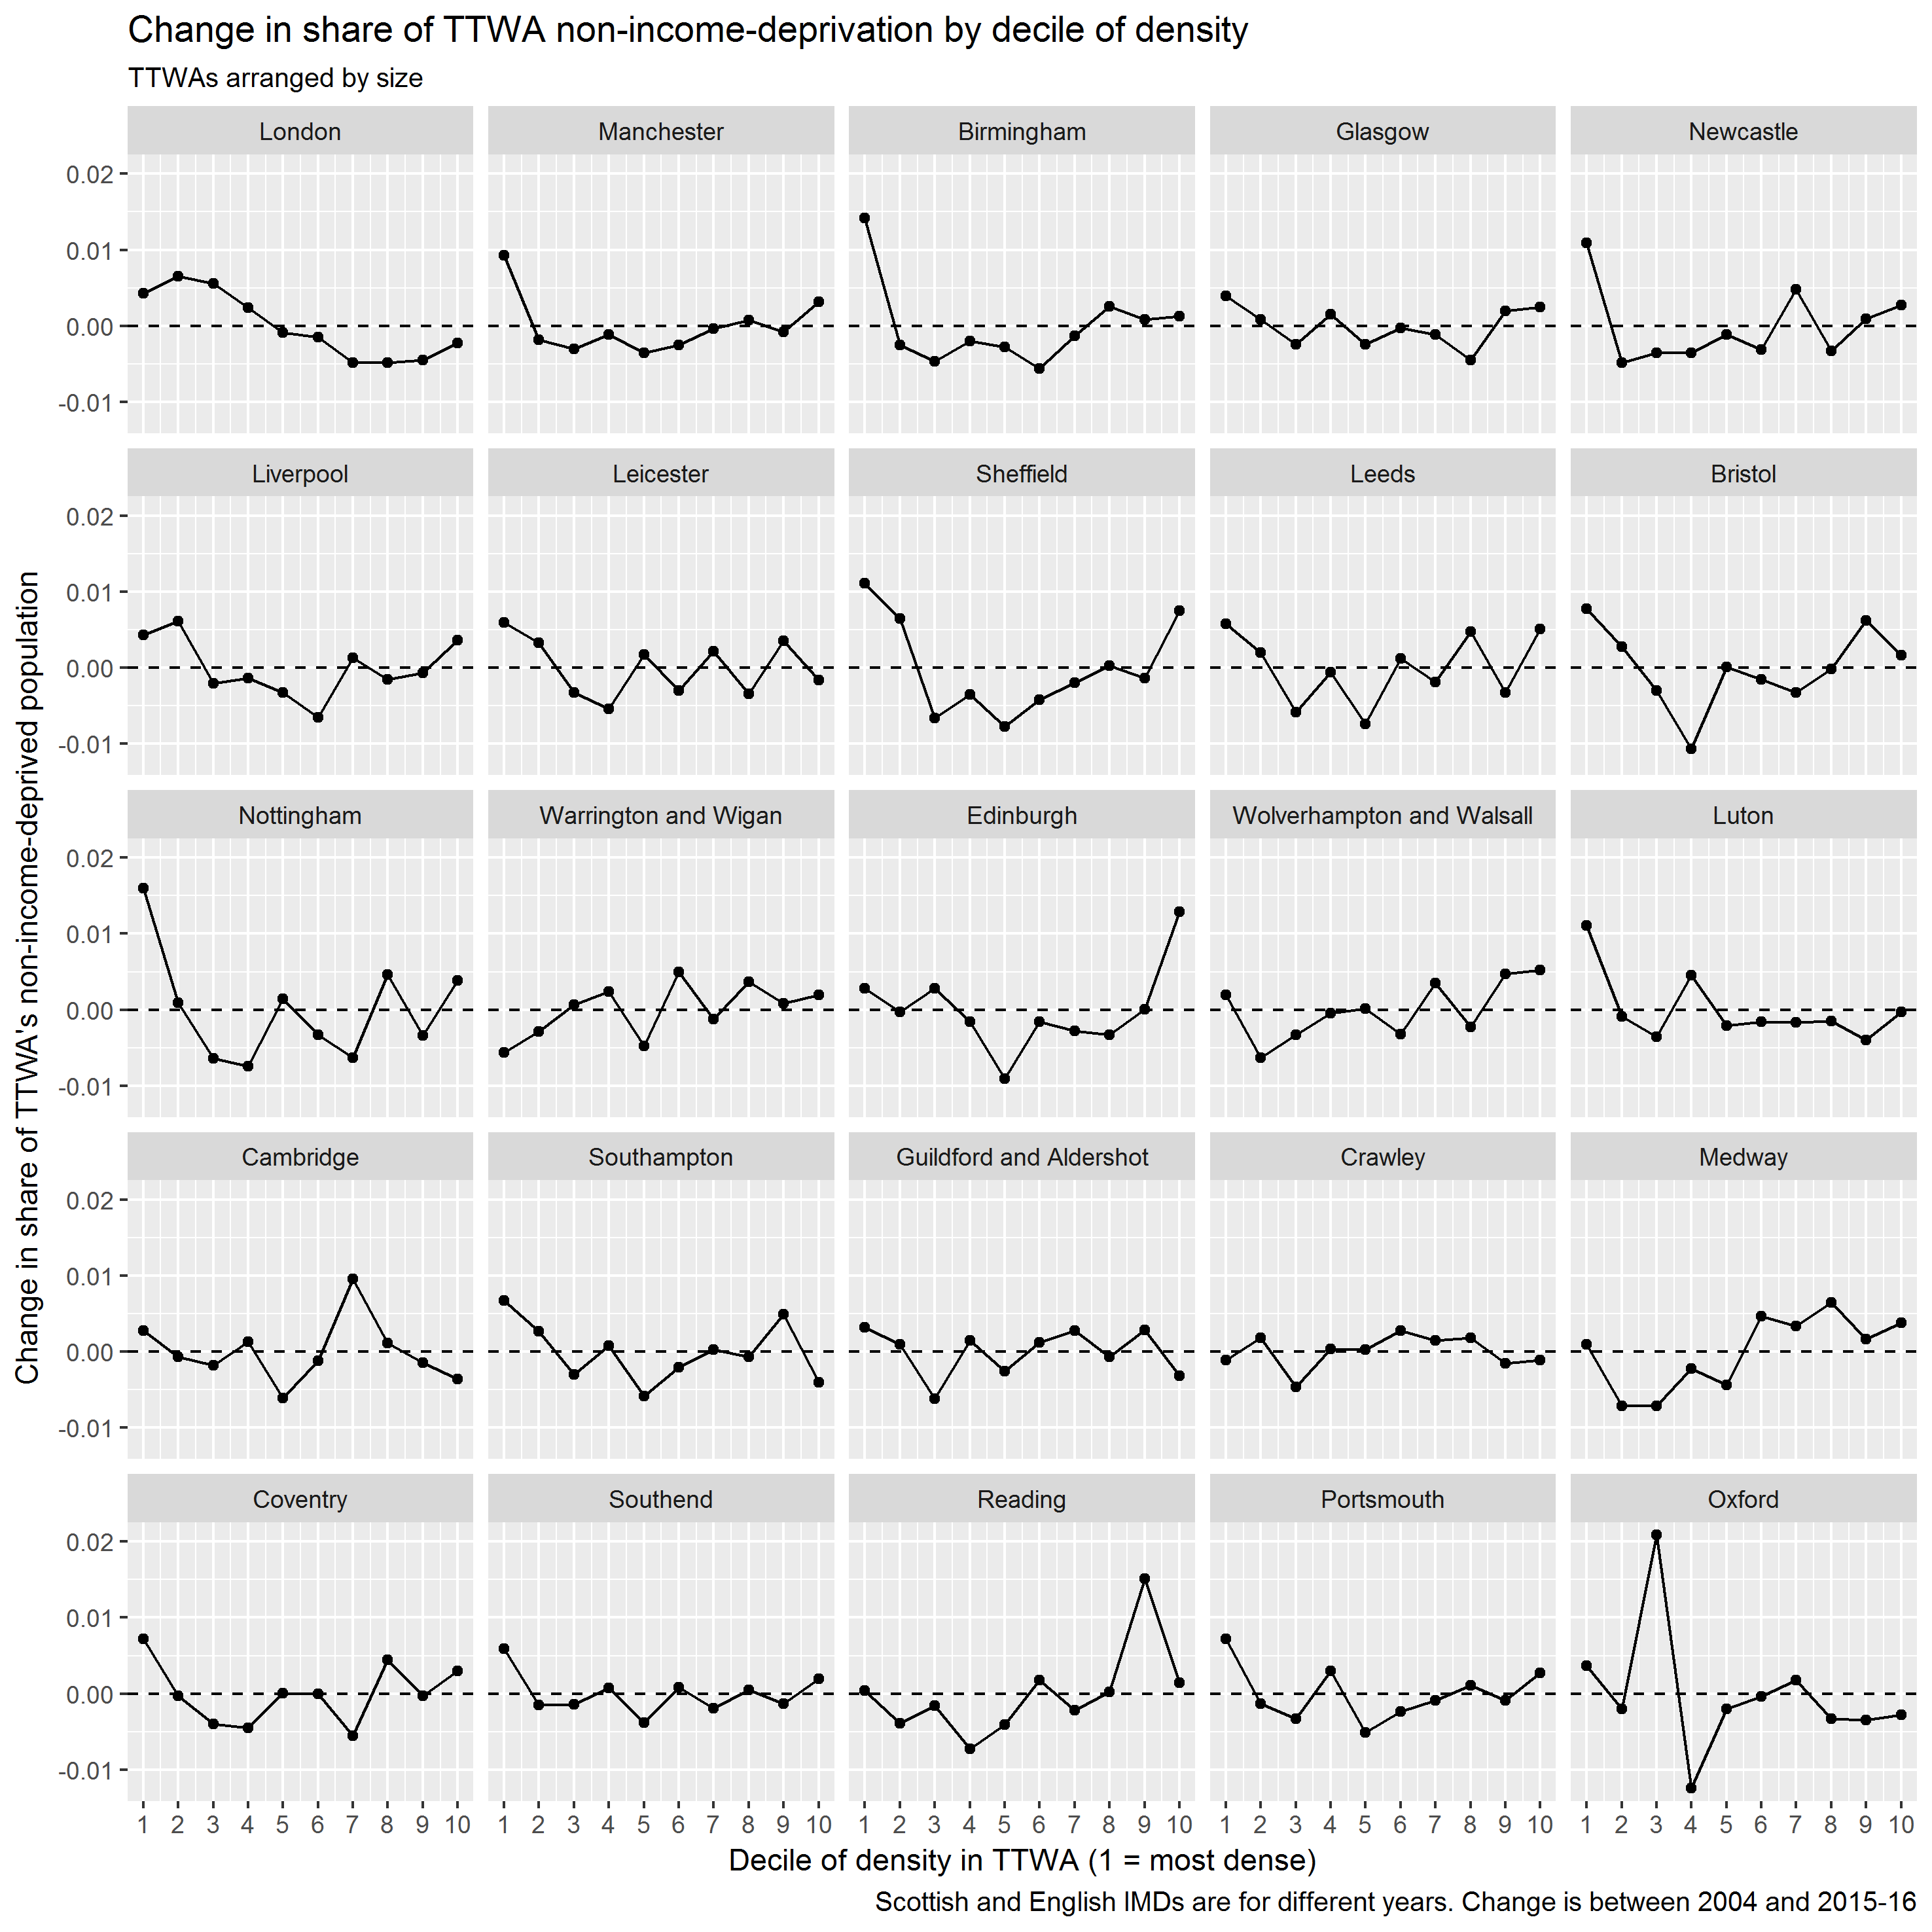 Change in share of TTWA non-income-deprivation by decile of density
TTWAs arranged by size
London Manchester Birmingham Glasgow Newcastle
0.02
0.01
0.00
-0.01
Liverpool Leicester Sheffield Leeds Bristol
0.02
0.01
0.00
-0.01
Nottingham Warrington and Wigan Edinburgh Wolverhampton and Walsall Luton
0.02
0.01
0.00
-0.01
Cambridge Southampton Guildford and Aldershot Crawley Medway
0.02
0.01
0.00
-0.01
Coventry Southend Reading Portsmouth Oxford
0.02
0.01
0.00
-0.01
1 2 3 4 5 6 7 8 9 10 1 2 3 4 5 6 7 8 9 10 1 2 3 4 5 6 7 8 9 10 1 2 3 4 5 6 7 8 9 10 1 2 3 4 5 6 7 8 9 10
Change in share of TTWA's non-income-deprived population
Decile of density in TTWA (1 = most dense)
Scottish and English IMDs are for different years. Change is between 2004 and 2015-16